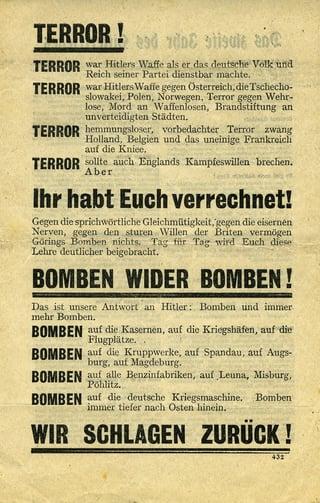 TERROR !
TERROR war Hitlers Waffe als er das deutsche Volk und
Reich seiner Partei dienstbar machte.
TERROR war Hitlers Waffe gegen Österreich, die Tschecho-
slowakei, Polen, Norwegen, Terror gegen Wehr-
lose, Mord an Waffenlosen, Brandstiftung an
unverteidigten Städten.
TERROR hemmungsloser, vorbedachter Terror zwang
Holland, Belgien und das uneinige Frankreich
auf die Kniee.
TERROR sollte auch Englands Kampfeswillen brechen.
Aber
Ihr habt Euch verrechnet!
Gegen die sprichwörtliche Gleichmütigkeit, gegen die eisernen
Nerven, gegen den sturen Willen der Briten vermögen
Görings Bomben nichts. Tag für Tag wird Euch diese
Lehre deutlicher beigebracht.
BOMBEN WIDER BOMBEN !
Das ist unsere Antwort an Hitler: Bomben und immer
mehr Bomben.
BOMBEN auf die Kasernen, auf die Kriegshäfen, auf die
Flugplätze.
BOMBEN auf die Kruppwerke, auf Spandau, auf Augs-
burg, auf Magdeburg.
BOMBEN auf alle Benzinfabriken, auf Leuna, Misburg,
Pöhlitz.
BOMBEN auf die deutsche Kriegsmaschine. Bomben
immer tiefer nach Osten hinein.
WIR SCHLAGEN ZURÜCK !
432